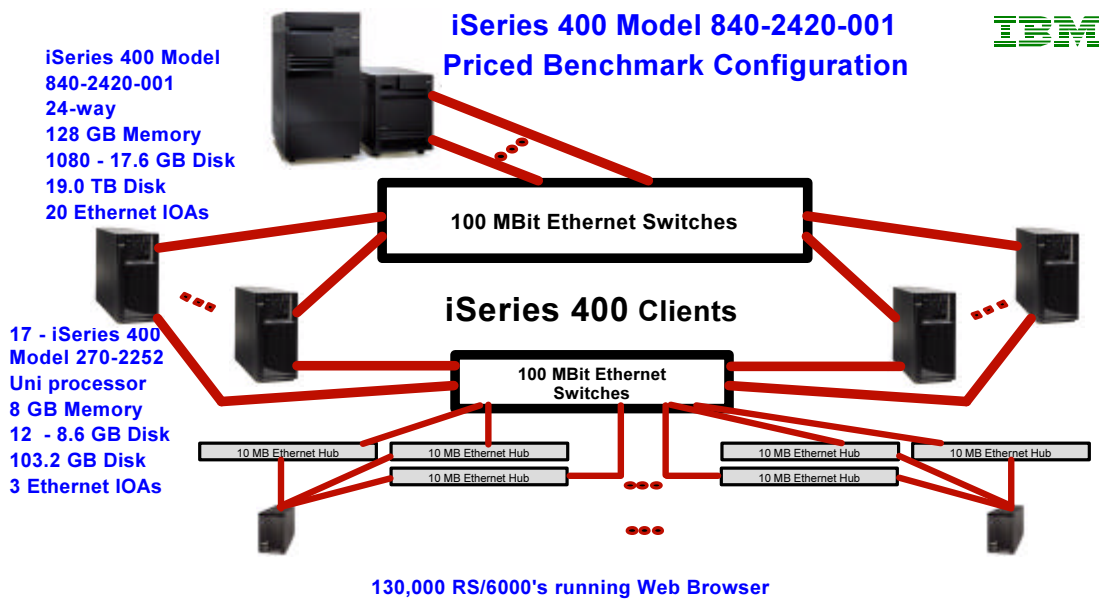 iSeries 400 Model 840-2420-001
Priced Benchmark Configuration
IBM
iSeries 400 Model
840-2420-001
24-way
128 GB Memory
1080 - 17.6 GB Disk
19.0 TB Disk
20 Ethernet IOAs
100 MBit Ethernet Switches
iSeries 400 Clients
17 - iSeries 400
Model 270-2252
Uni processor
8 GB Memory
12 - 8.6 GB Disk
103.2 GB Disk
3 Ethernet IOAs
100 MBit Ethernet
Switches
10 MB Ethernet Hub
10 MB Ethernet Hub
10 MB Ethernet Hub
10 MB Ethernet Hub
10 MB Ethernet Hub
10 MB Ethernet Hub
130,000 RS/6000's running Web Browser